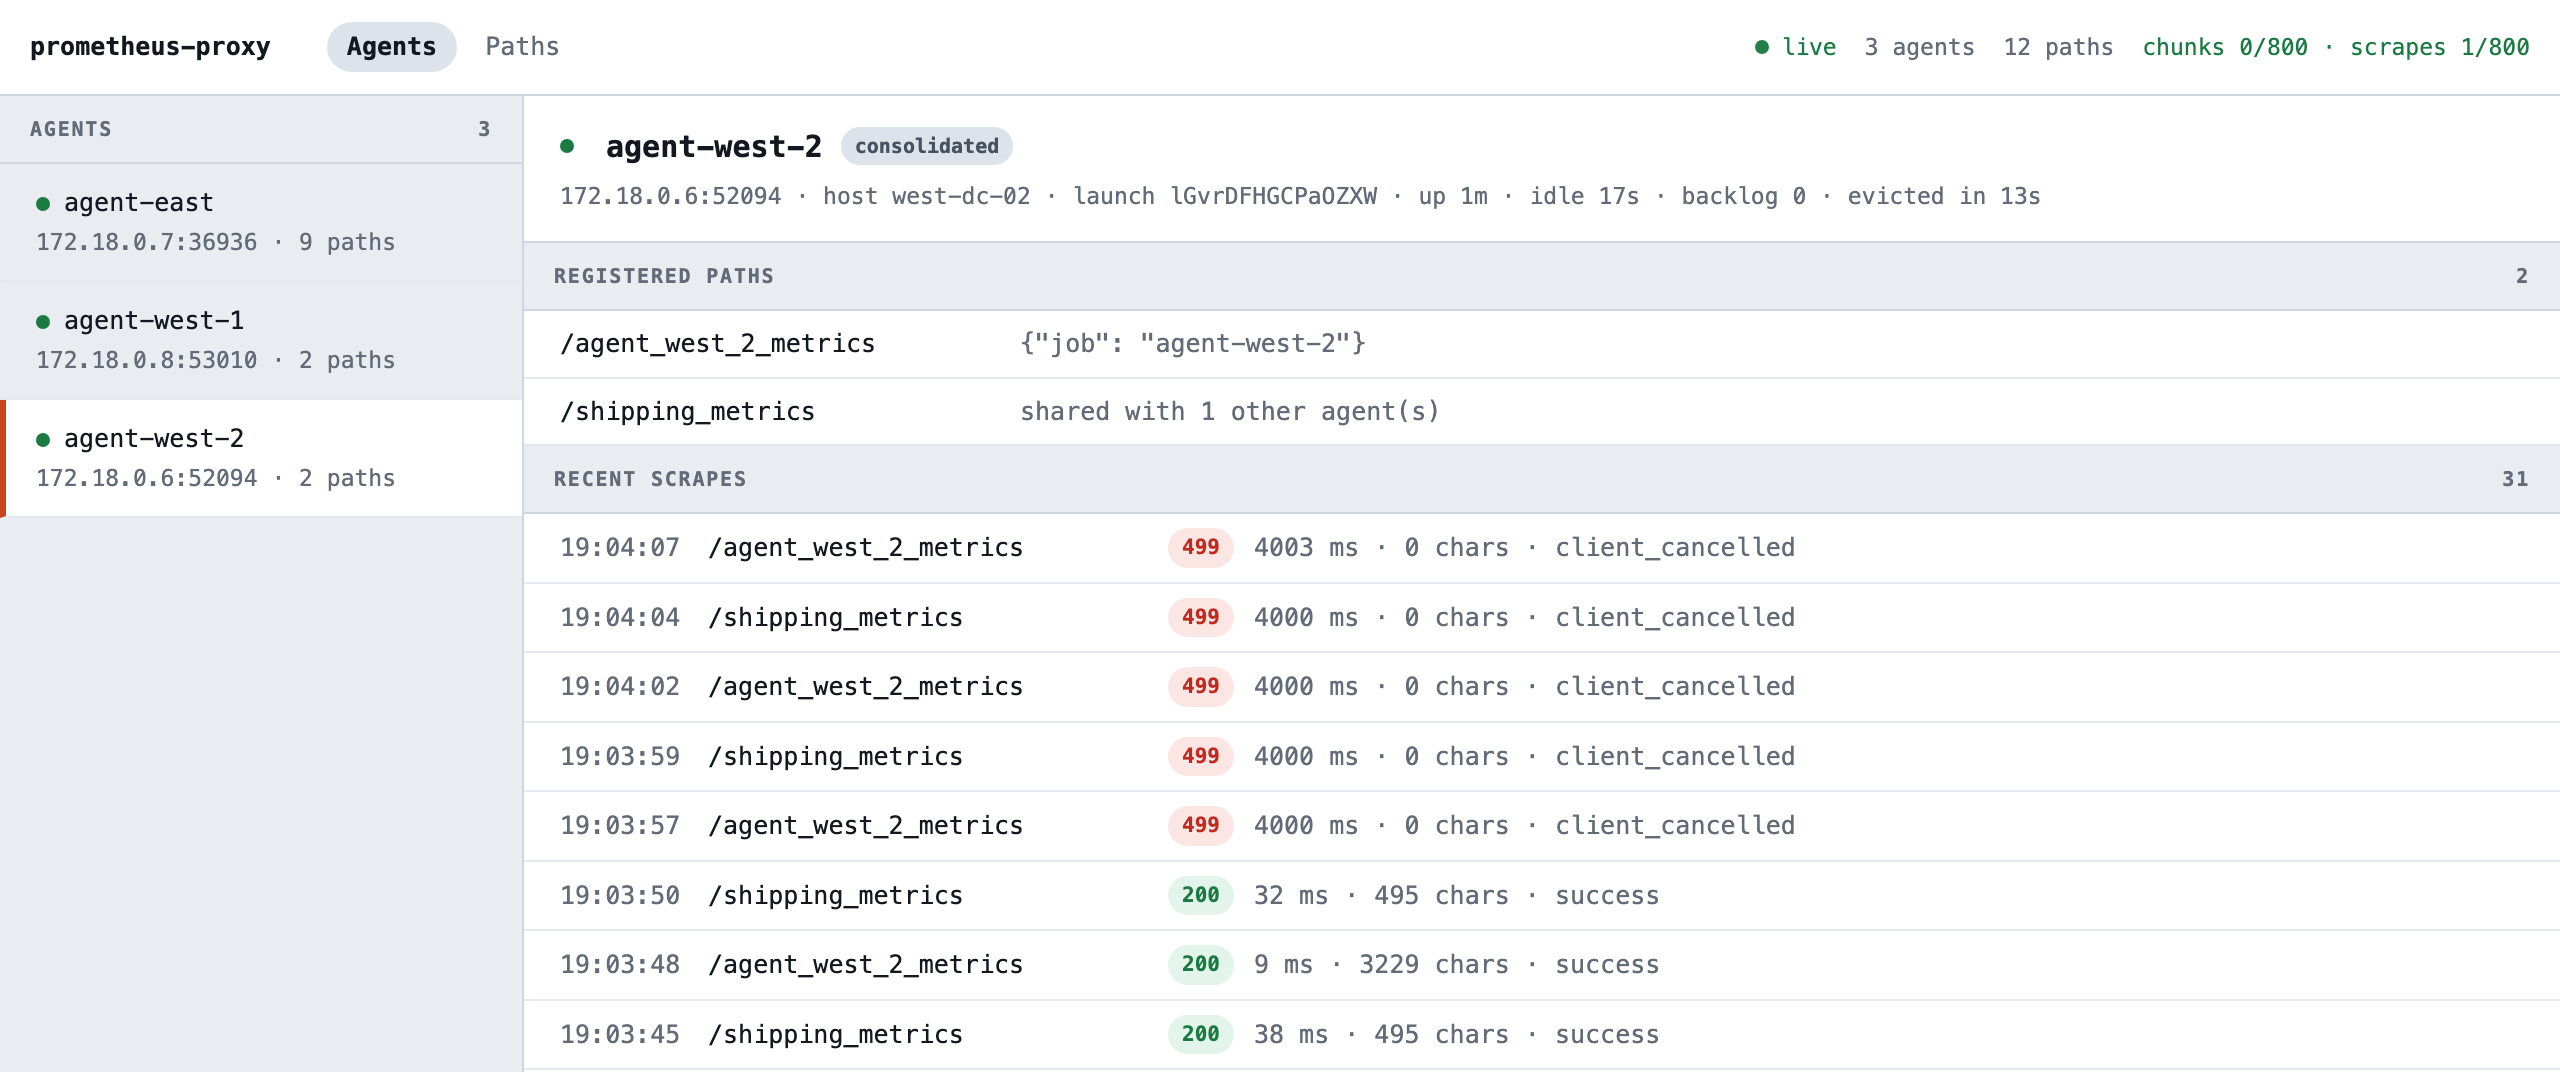 prometheus-proxy Agents Paths live 3 agents 12 paths chunks 0/800 · scrapes 1/800
AGENTS 3
agent-east
172.18.0.7:36936 · 9 paths
agent-west-1
172.18.0.8:53010 · 2 paths
agent-west-2
172.18.0.6:52094 · 2 paths
agent-west-2 consolidated
172.18.0.6:52094 · host west-dc-02 · launch lGvrDFHGCPaOZXW · up 1m · idle 17s · backlog 0 · evicted in 13s
REGISTERED PATHS 2
/agent_west_2_metrics {"job": "agent-west-2"}
/shipping_metrics shared with 1 other agent(s)
RECENT SCRAPES 31
19:04:07 /agent_west_2_metrics 499 4003 ms · 0 chars · client_cancelled
19:04:04 /shipping_metrics 499 4000 ms · 0 chars · client_cancelled
19:04:02 /agent_west_2_metrics 499 4000 ms · 0 chars · client_cancelled
19:03:59 /shipping_metrics 499 4000 ms · 0 chars · client_cancelled
19:03:57 /agent_west_2_metrics 499 4000 ms · 0 chars · client_cancelled
19:03:50 /shipping_metrics 200 32 ms · 495 chars · success
19:03:48 /agent_west_2_metrics 200 9 ms · 3229 chars · success
19:03:45 /shipping_metrics 200 38 ms · 495 chars · success